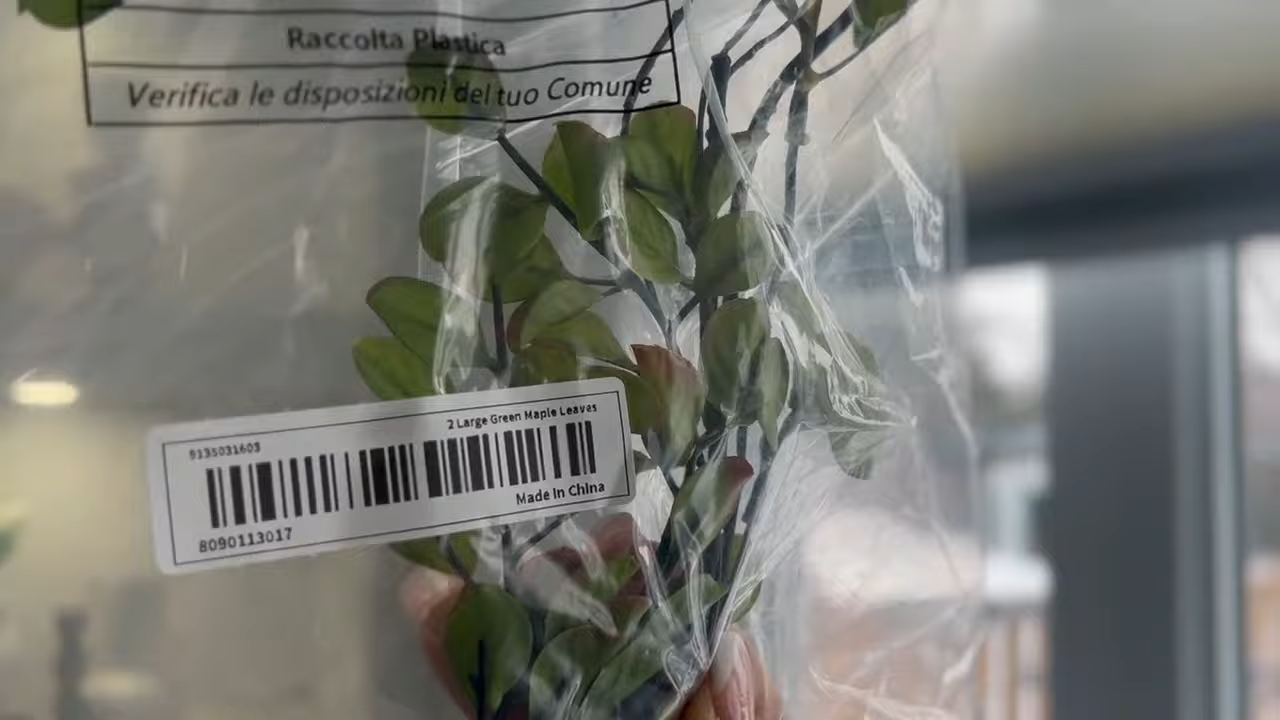 Raccolta Plastica
Verifica le disposizioni del tuo Comune
9135031603
2 Large Green Maple Leaves
Made In China
8090113017